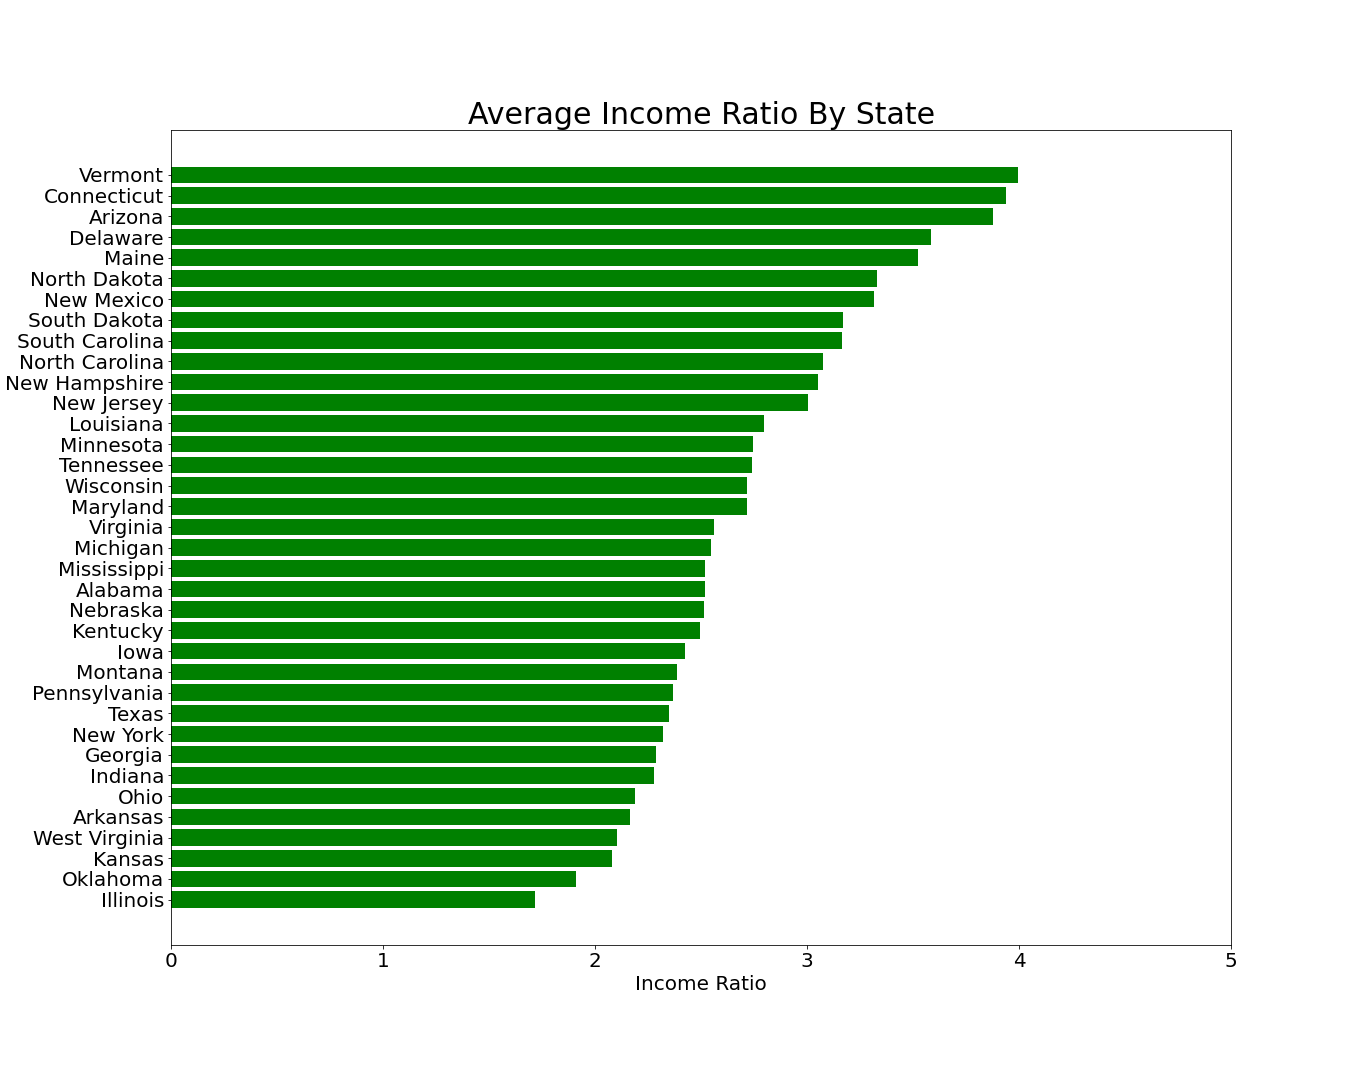 Average Income Ratio By State
Vermont
Connecticut
Arizona
Delaware
Maine
North Dakota
New Mexico
South Dakota
South Carolina
North Carolina
New Hampshire
New Jersey
Louisiana
Minnesota
Tennessee
Wisconsin
Maryland
Virginia
Michigan
Mississippi
Alabama
Nebraska
Kentucky
Iowa
Montana
Pennsylvania
Texas
New York
Georgia
Indiana
Ohio
Arkansas
West Virginia
Kansas
Oklahoma
Illinois
0 1 2 3 4 5
Income Ratio